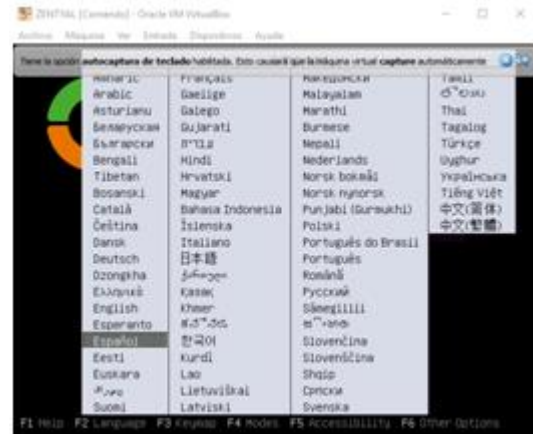 ZENTYAL [Corriendo] - Oracle VM VirtualBox
Archivo Máquina Ver Entrada Dispositivos Ayuda
Tiene la opción autocaptura de teclado habilitada. Esto causará que la máquina virtual capture automáticamente
Amharic
Arabic
Asturianu
Беларуская
Български
Bengali
Tibetan
Bosanski
Català
Čeština
Dansk
Deutsch
Dzongkha
Ελληνικά
English
Esperanto
Español
Eesti
Euskara
Suomi
Français
Gaeilge
Galego
Gujarati
עברית
Hindi
Hrvatski
Magyar
Bahasa Indonesia
Íslenska
Italiano
日本語
ქართული
Қазақ
Khmer
ಕನ್ನಡ
한국어
Kurdî
Lao
Lietuviškai
Latviski
Македонски
Malayalam
Marathi
Burmese
Nepali
Nederlands
Norsk bokmål
Norsk nynorsk
Punjabi (Gurmukhi)
Polski
Português do Brasil
Português
Română
Русский
Sámegillii
Slovenčina
Slovenščina
Shqip
Српски
Svenska
Tamil
Thai
Tagalog
Türkçe
Uyghur
Українська
Tiếng Việt
中文(简体)
中文(繁體)
F1 Help F2 Language F3 Keymap F4 Modes F5 Accessibility F6 Other Options